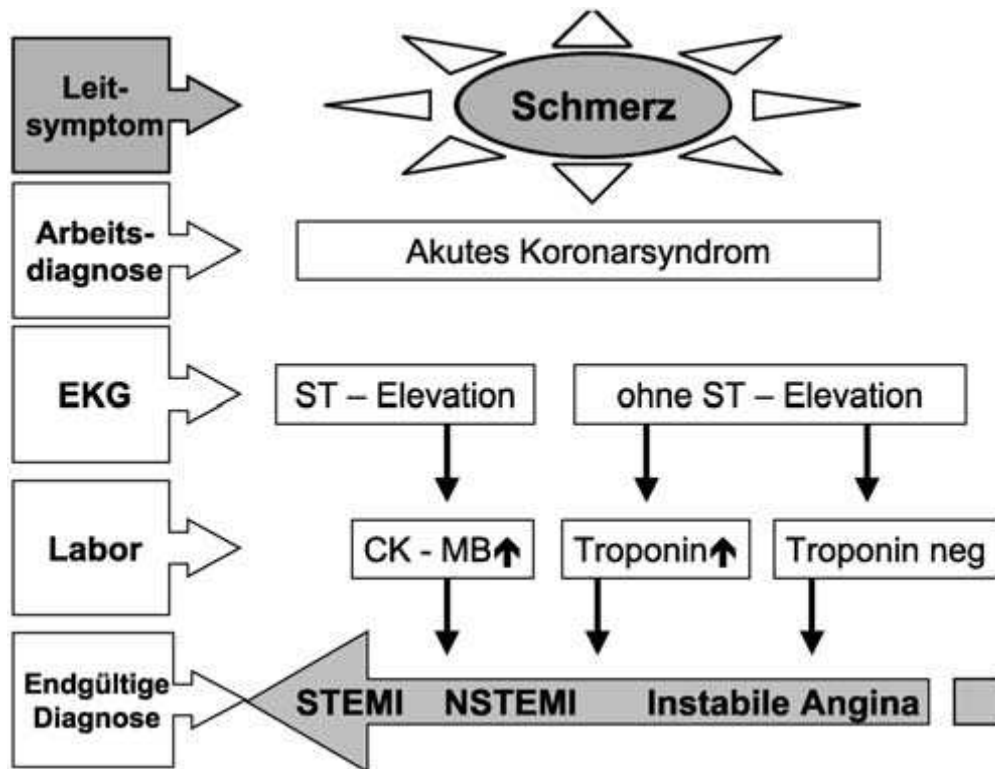 Leit-
symptom
Schmerz
Arbeits-
diagnose
Akutes Koronarsyndrom
EKG
ST – Elevation
ohne ST – Elevation
Labor
CK - MB
Troponin
Troponin neg
Endgültige
Diagnose
STEMI
NSTEMI
Instabile Angina